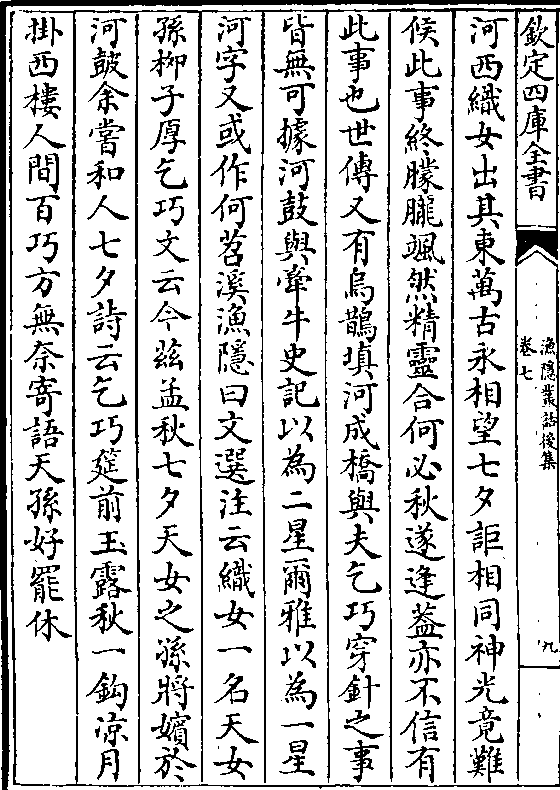 欽定四庫全書
漁隱叢話後集
卷七
九
河西織女出其東萬古永相望七夕詎相同神光竟難
候此事終朦朧颯然精靈合何必秋遂逢葢亦不信有
此事也世傳又有烏鵲填河成橋與夫乞巧穿針之事
皆無可據河鼓與牽牛史記以為二星爾雅以為一星
河字又或作何苕溪漁隱曰文選注云織女一名天女
孫柳子厚乞巧文云今兹孟秋七夕天女之孫將嬪於
河鼓余嘗和人七夕詩云乞巧筵前玉露秋一鈎凉月
掛西樓人間百巧方無奈寄語天孫好罷休